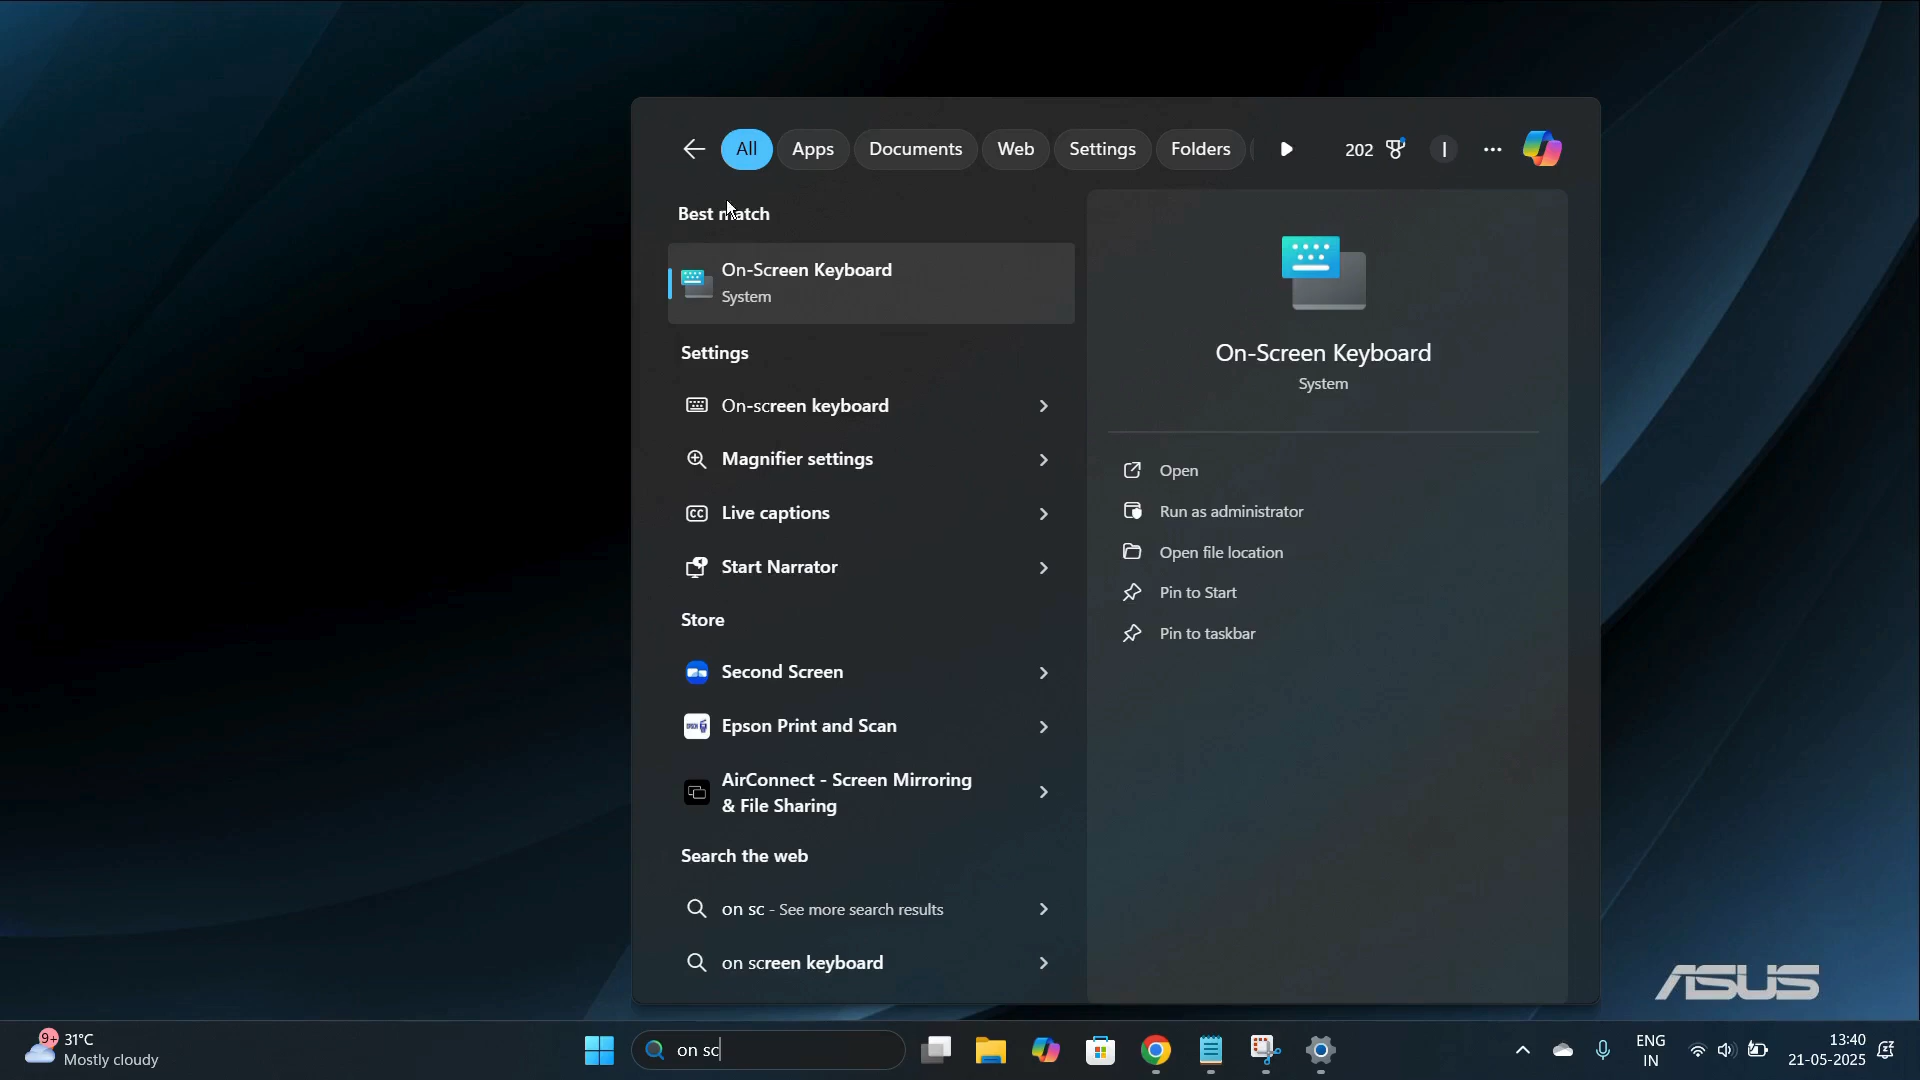 All
Apps
Documents
Web
Settings
Folders
202
I
Best match
On-Screen Keyboard
System
Settings
On-screen keyboard
Magnifier settings
Live captions
Start Narrator
Store
Second Screen
Epson Print and Scan
AirConnect - Screen Mirroring
& File Sharing
Search the web
on sc - See more search results
on screen keyboard
On-Screen Keyboard
System
Open
Run as administrator
Open file location
Pin to Start
Pin to taskbar
ASUS
9+
31°C
Mostly cloudy
on sc
ENG
IN
13:40
21-05-2025